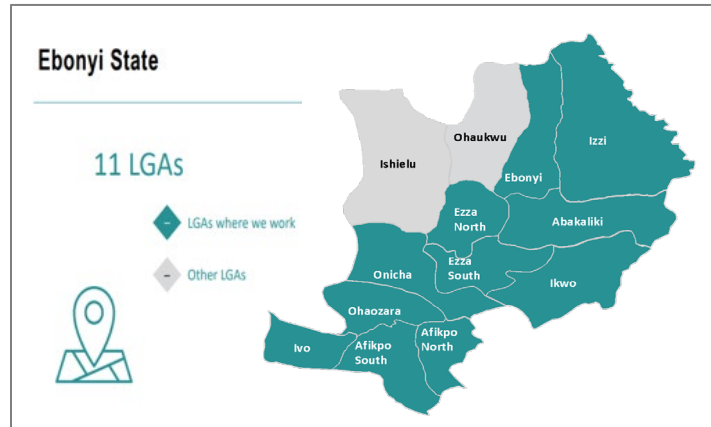 Ebonyi State
11 LGAs
LGAs where we work
Other LGAs
Ohaukwu
Izzi
Ishielu
Ebonyi
Ezza
North
Abakaliki
Ezza
South
Onicha
Ikwo
Ohaozara
Afikpo
North
Ivo
Afikpo
South